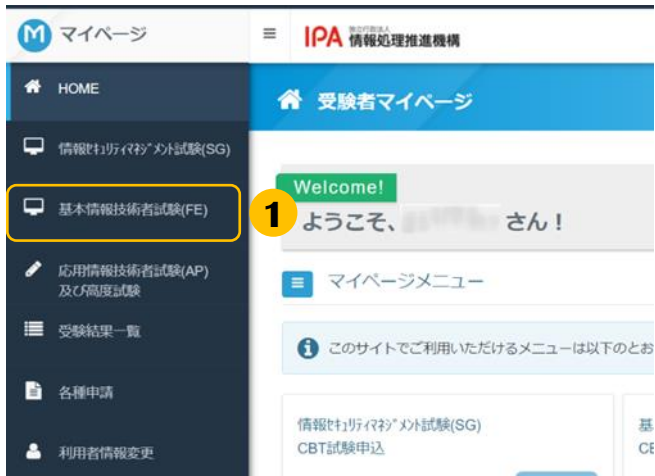 M マイページ
≡ IPA 独立行政法人
情報処理推進機構
HOME
受験者マイページ
情報ｾｷｭﾘﾃｨﾏﾈｼﾞﾒﾝﾄ試験(SG)
Welcome!
基本情報技術者試験(FE)
1
ようこそ、 さん！
応用情報技術者試験(AP)
及び高度試験
マイページメニュー
受験結果一覧
このサイトでご利用いただけるメニューは以下のとお
各種申請
情報ｾｷｭﾘﾃｨﾏﾈｼﾞﾒﾝﾄ試験(SG)
CBT試験申込
基
CB
利用者情報変更